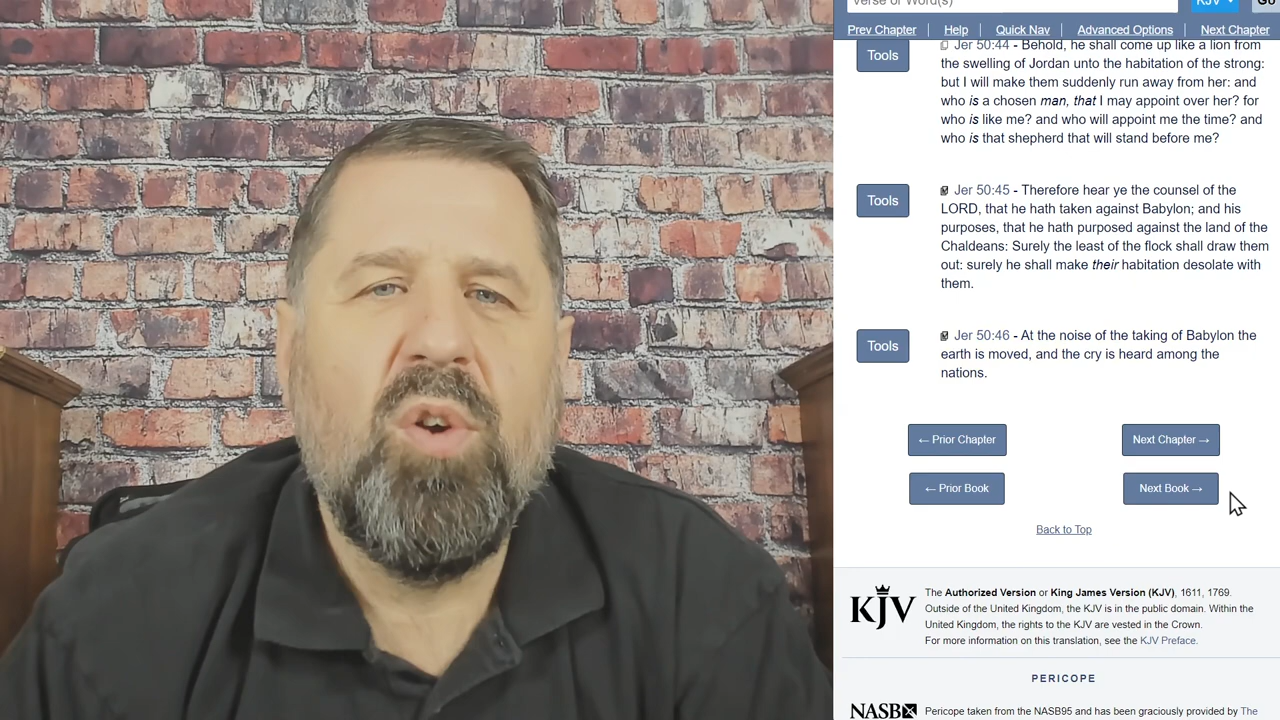 Verse or Word(s)
KJV
Go
Prev Chapter
Help
Quick Nav
Advanced Options
Next Chapter
Tools
Jer 50:44 - Behold, he shall come up like a lion from
the swelling of Jordan unto the habitation of the strong:
but I will make them suddenly run away from her: and
who is a chosen man, that I may appoint over her? for
who is like me? and who will appoint me the time? and
who is that shepherd that will stand before me?
Tools
Jer 50:45 - Therefore hear ye the counsel of the
LORD, that he hath taken against Babylon; and his
purposes, that he hath purposed against the land of the
Chaldeans: Surely the least of the flock shall draw them
out: surely he shall make their habitation desolate with
them.
Tools
Jer 50:46 - At the noise of the taking of Babylon the
earth is moved, and the cry is heard among the
nations.
← Prior Chapter
Next Chapter →
← Prior Book
Next Book →
Back to Top
KJV
The Authorized Version or King James Version (KJV), 1611, 1769.
Outside of the United Kingdom, the KJV is in the public domain. Within the
United Kingdom, the rights to the KJV are vested in the Crown.
For more information on this translation, see the KJV Preface.
PERICOPE
NASB
Pericope taken from the NASB95 and has been graciously provided by The